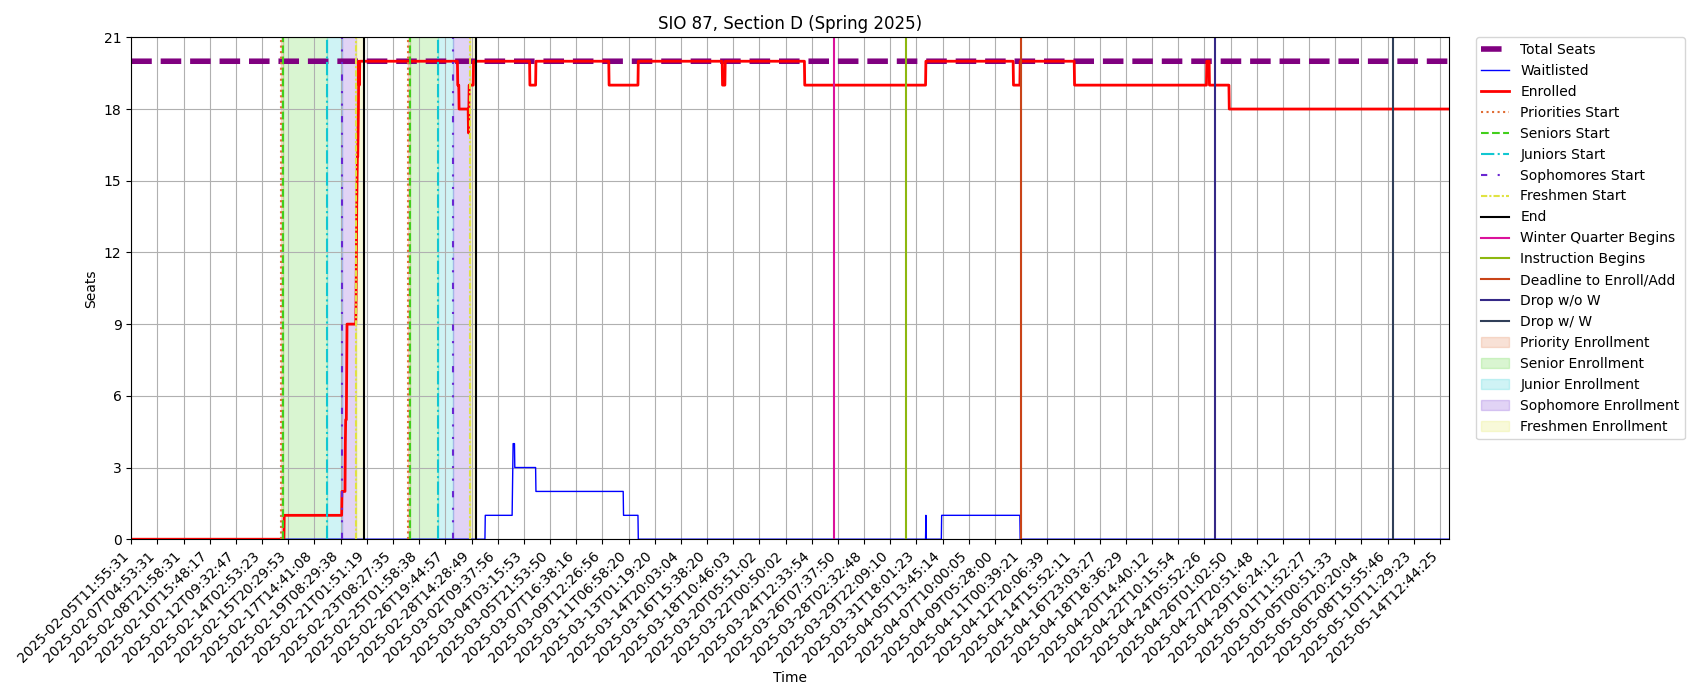 SIO 87, Section D (Spring 2025)
21
18
15
12
9
6
3
0
Seats
2025-02-05T11:55:31
2025-02-07T04:53:31
2025-02-08T21:58:31
2025-02-10T15:48:17
2025-02-12T09:32:47
2025-02-14T02:53:23
2025-02-15T20:29:53
2025-02-17T14:41:08
2025-02-19T08:29:38
2025-02-21T01:51:19
2025-02-23T08:27:35
2025-02-25T01:58:38
2025-02-26T19:44:57
2025-02-28T14:28:49
2025-03-02T09:37:56
2025-03-04T03:15:53
2025-03-05T21:53:50
2025-03-07T16:38:16
2025-03-09T12:26:56
2025-03-11T06:58:20
2025-03-13T01:19:20
2025-03-14T20:03:04
2025-03-16T15:38:20
2025-03-18T10:46:03
2025-03-20T05:51:02
2025-03-22T00:50:02
2025-03-24T12:33:54
2025-03-26T07:37:50
2025-03-28T02:32:48
2025-03-29T22:09:10
2025-03-31T18:01:23
2025-04-05T13:45:14
2025-04-07T10:00:05
2025-04-09T05:28:00
2025-04-11T00:39:21
2025-04-12T20:06:39
2025-04-14T15:52:11
2025-04-16T23:03:27
2025-04-18T18:36:29
2025-04-20T14:40:12
2025-04-22T10:15:54
2025-04-24T05:52:26
2025-04-26T01:02:50
2025-04-27T20:51:48
2025-04-29T16:24:12
2025-05-01T11:52:27
2025-05-05T00:51:33
2025-05-06T20:20:04
2025-05-08T15:55:46
2025-05-10T11:29:23
2025-05-14T12:44:25
Time
Total Seats
Waitlisted
Enrolled
Priorities Start
Seniors Start
Juniors Start
Sophomores Start
Freshmen Start
End
Winter Quarter Begins
Instruction Begins
Deadline to Enroll/Add
Drop w/o W
Drop w/ W
Priority Enrollment
Senior Enrollment
Junior Enrollment
Sophomore Enrollment
Freshmen Enrollment